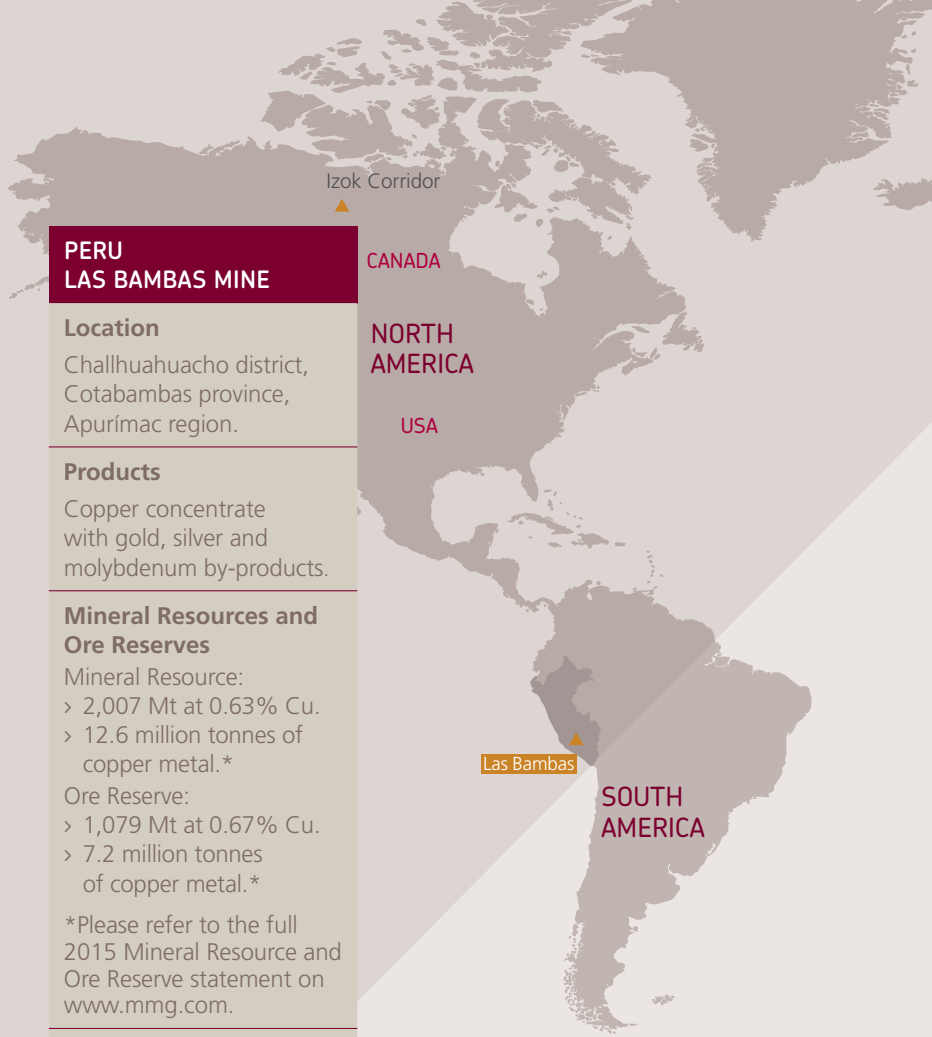 Izok Corridor
PERU
LAS BAMBAS MINE
CANADA
Location
Challhuahuacho district,
Cotabambas province,
Apurímac region.
NORTH
AMERICA
USA
Products
Copper concentrate
with gold, silver and
molybdenum by-products.
Mineral Resources and
Ore Reserves
Mineral Resource:
› 2,007 Mt at 0.63% Cu.
› 12.6 million tonnes of
copper metal.*
Ore Reserve:
› 1,079 Mt at 0.67% Cu.
› 7.2 million tonnes
of copper metal.*
*Please refer to the full
2015 Mineral Resource and
Ore Reserve statement on
www.mmg.com.
Las Bambas
SOUTH
AMERICA